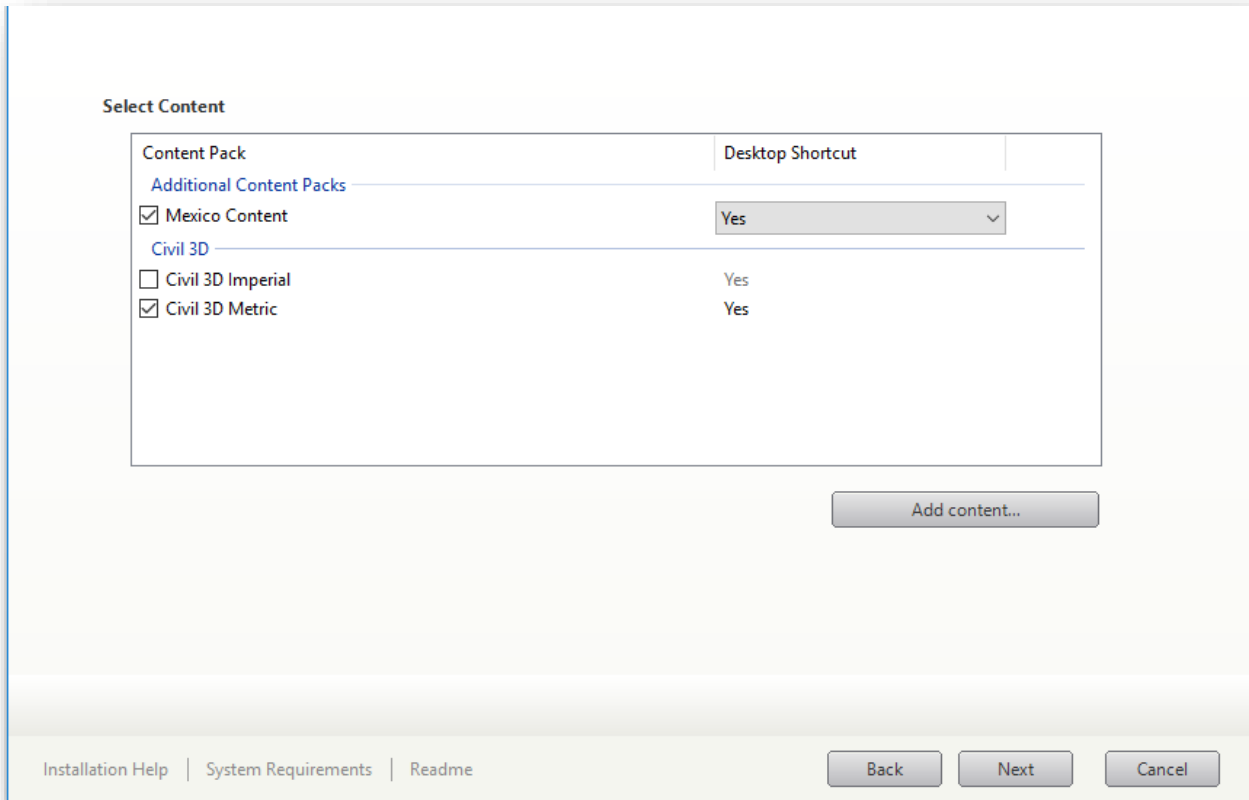 Select Content
Content Pack Desktop Shortcut
Additional Content Packs
Mexico Content Yes
Civil 3D
Civil 3D Imperial Yes
Civil 3D Metric Yes
Add content...
Installation Help | System Requirements | Readme Back Next Cancel